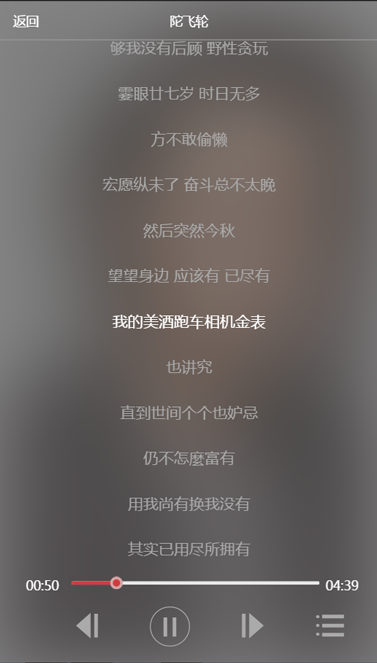 返回
陀飞轮
够我没有后顾 野性贪玩
霎眼廿七岁 时日无多
方不敢偷懒
宏愿纵未了 奋斗总不太晚
然后突然今秋
望望身边 应该有 已尽有
我的美酒跑车相机金表
也讲究
直到世间个个也妒忌
仍不怎麽富有
用我尚有换我没有
其实已用尽所拥有
00:50
04:39